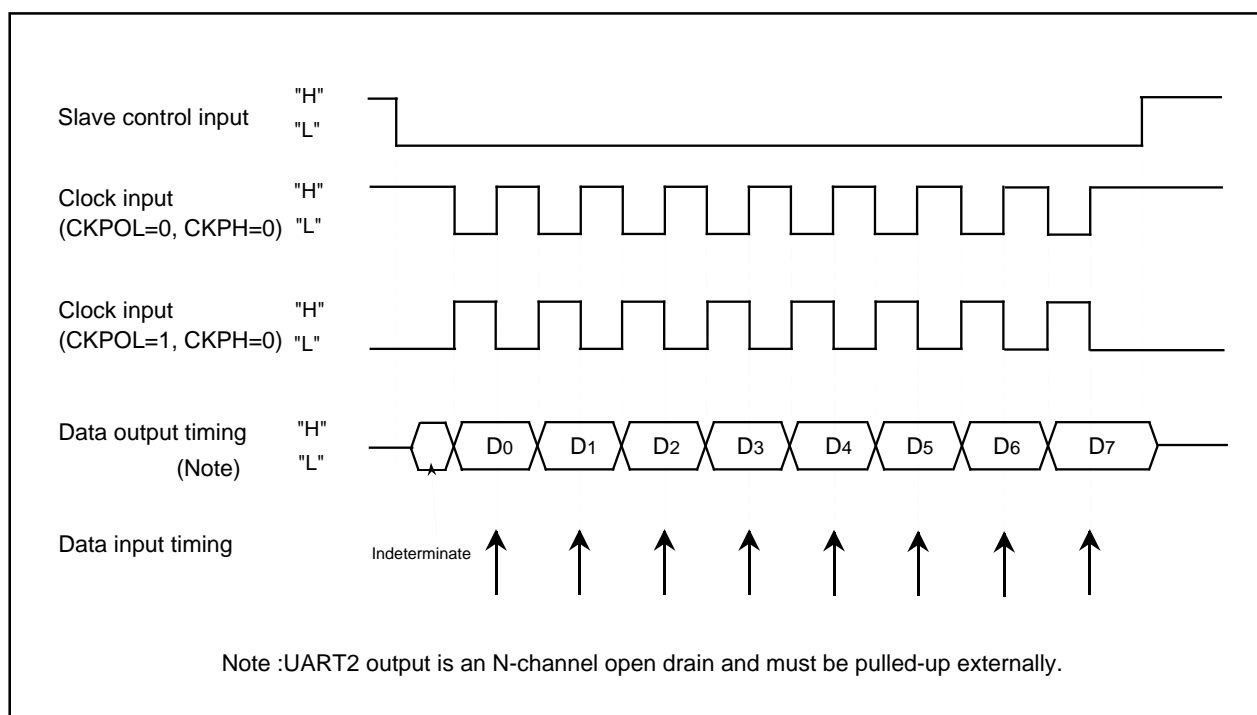 Slave control input
"H"
"L"
Clock input
(CKPOL=0, CKPH=0)
"H"
"L"
Clock input
(CKPOL=1, CKPH=0)
"H"
"L"
Data output timing
(Note)
"H"
"L"
D0 D1 D2 D3 D4 D5 D6 D7
Data input timing
Indeterminate
Note :UART2 output is an N-channel open drain and must be pulled-up externally.